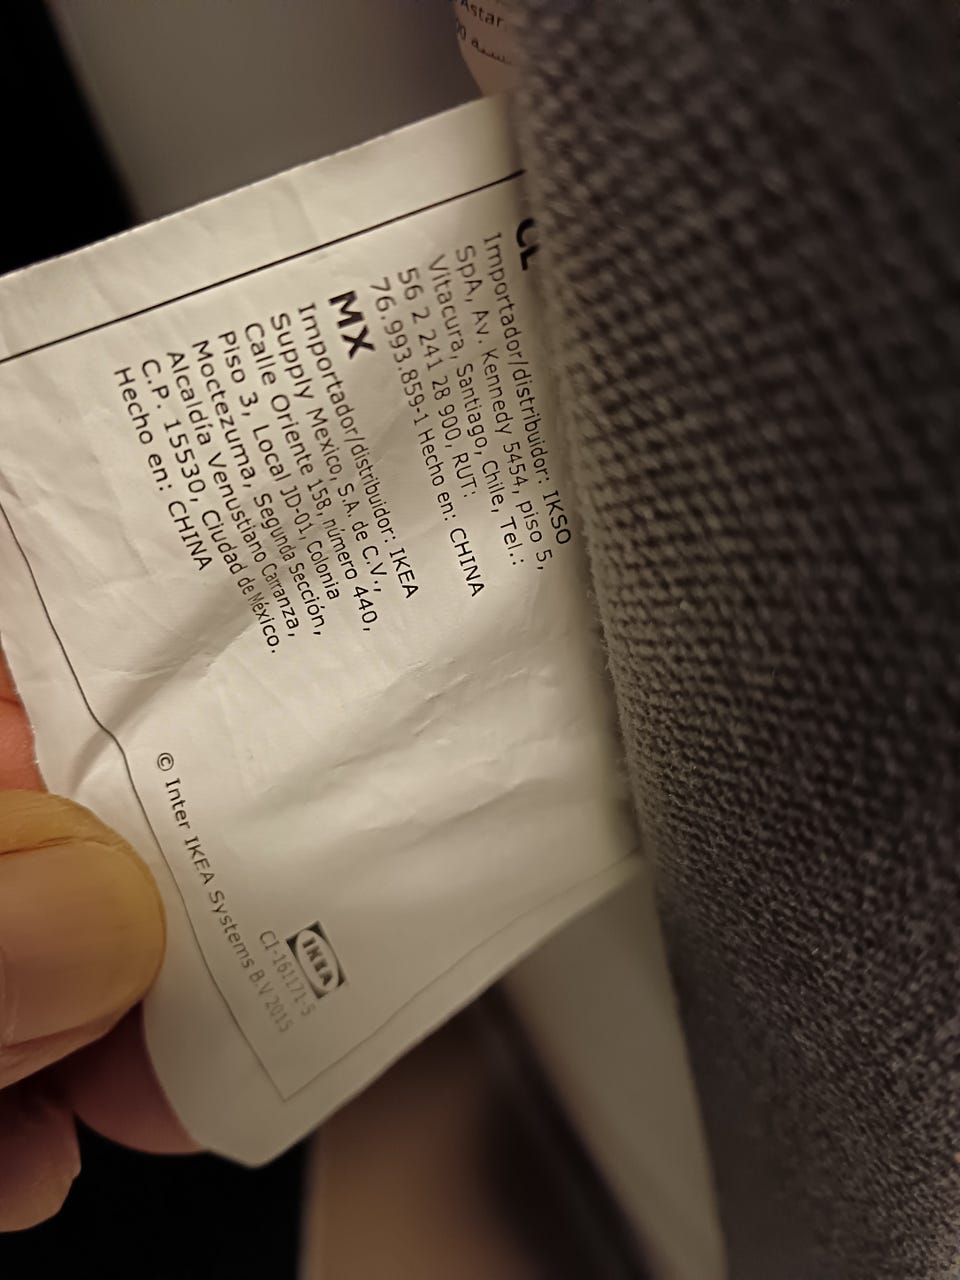 CL
Importador/distribuidor: IKSO
SpA, Av. Kennedy 5454, piso 5,
Vitacura, Santiago, Chile, Tel.:
56 2 241 28 900, RUT:
76.993.859-1 Hecho en: CHINA
MX
Importador/distribuidor: IKEA
Supply Mexico, S.A. de C.V.,
Calle Oriente 158, número 440,
Piso 3, Local JD-01, Colonia
Moctezuma, Segunda Sección,
Alcaldía Venustiano Carranza,
C.P. 15530, Ciudad de México.
Hecho en: CHINA
IKEA
CI-161171-5
© Inter IKEA Systems B.V 2015